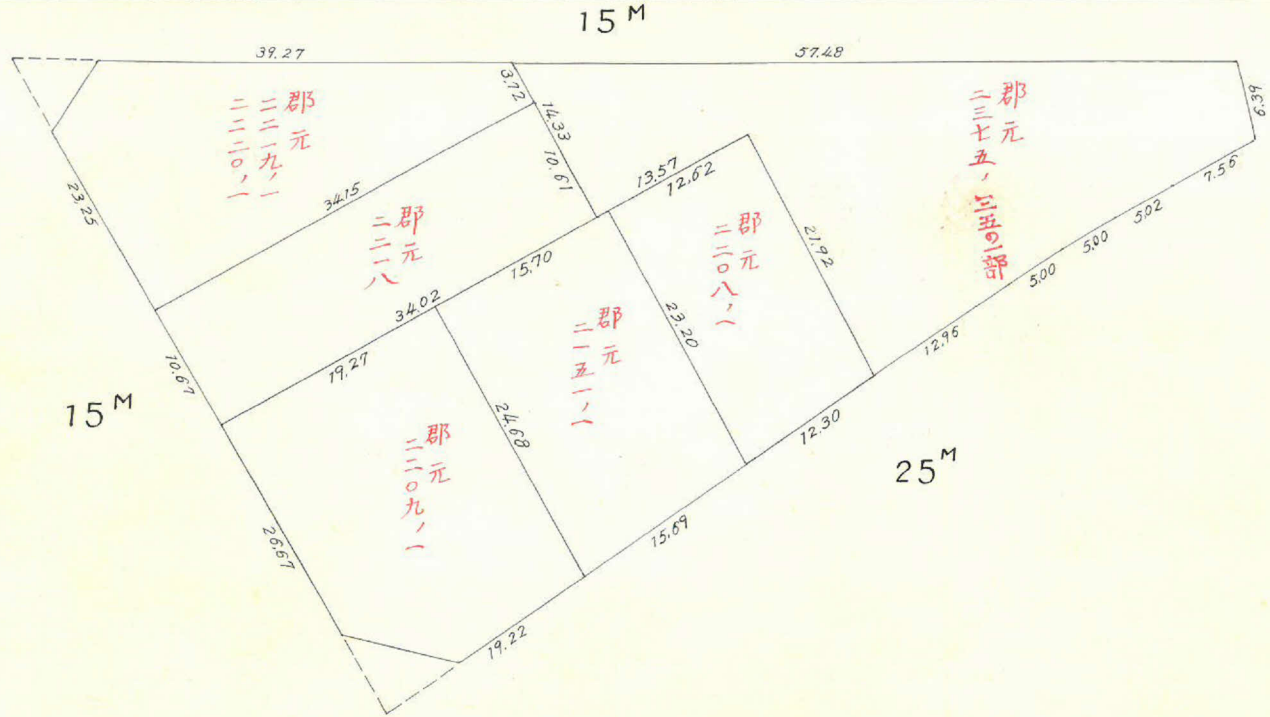 15M
39.27
57.48
3.72
14.33
10.61
6.39
郡元
二二一九ノ一
二二二〇ノ一
郡元
二三七五ノ三五の一部
23.25
34.15
13.57
12.62
7.56
5.02
5.00
5.00
郡元
二二一八
15.70
郡元
二二〇八ノ一
21.92
34.02
19.27
郡元
二一五一ノ一
23.20
12.96
10.67
15M
24.68
12.30
25M
郡元
二二〇九ノ一
15.69
26.67
19.22